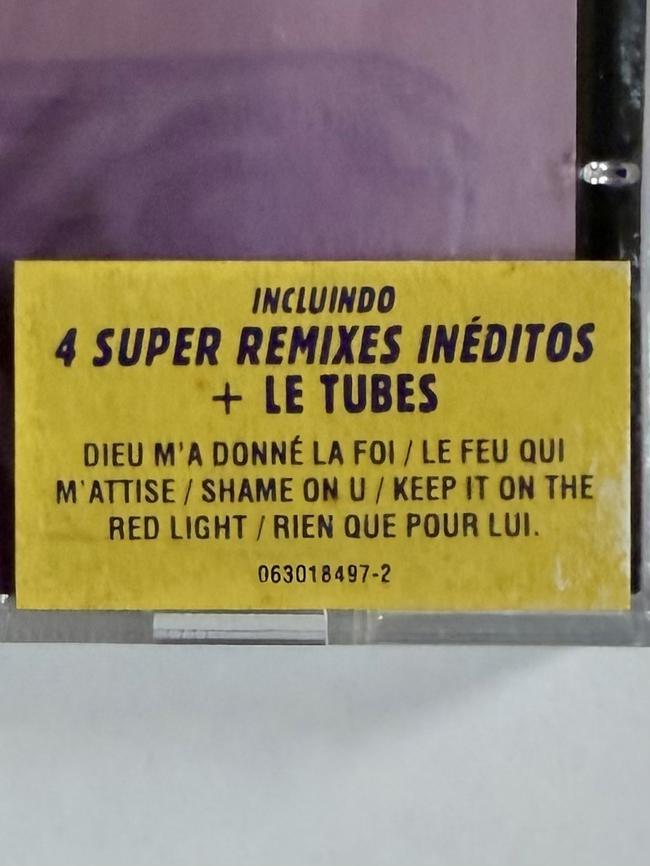 INCLUINDO
4 SUPER REMIXES INÉDITOS
+ LE TUBES
DIEU M'A DONNÉ LA FOI / LE FEU QUI
M'ATTISE / SHAME ON U / KEEP IT ON THE
RED LIGHT / RIEN QUE POUR LUI.
063018497-2